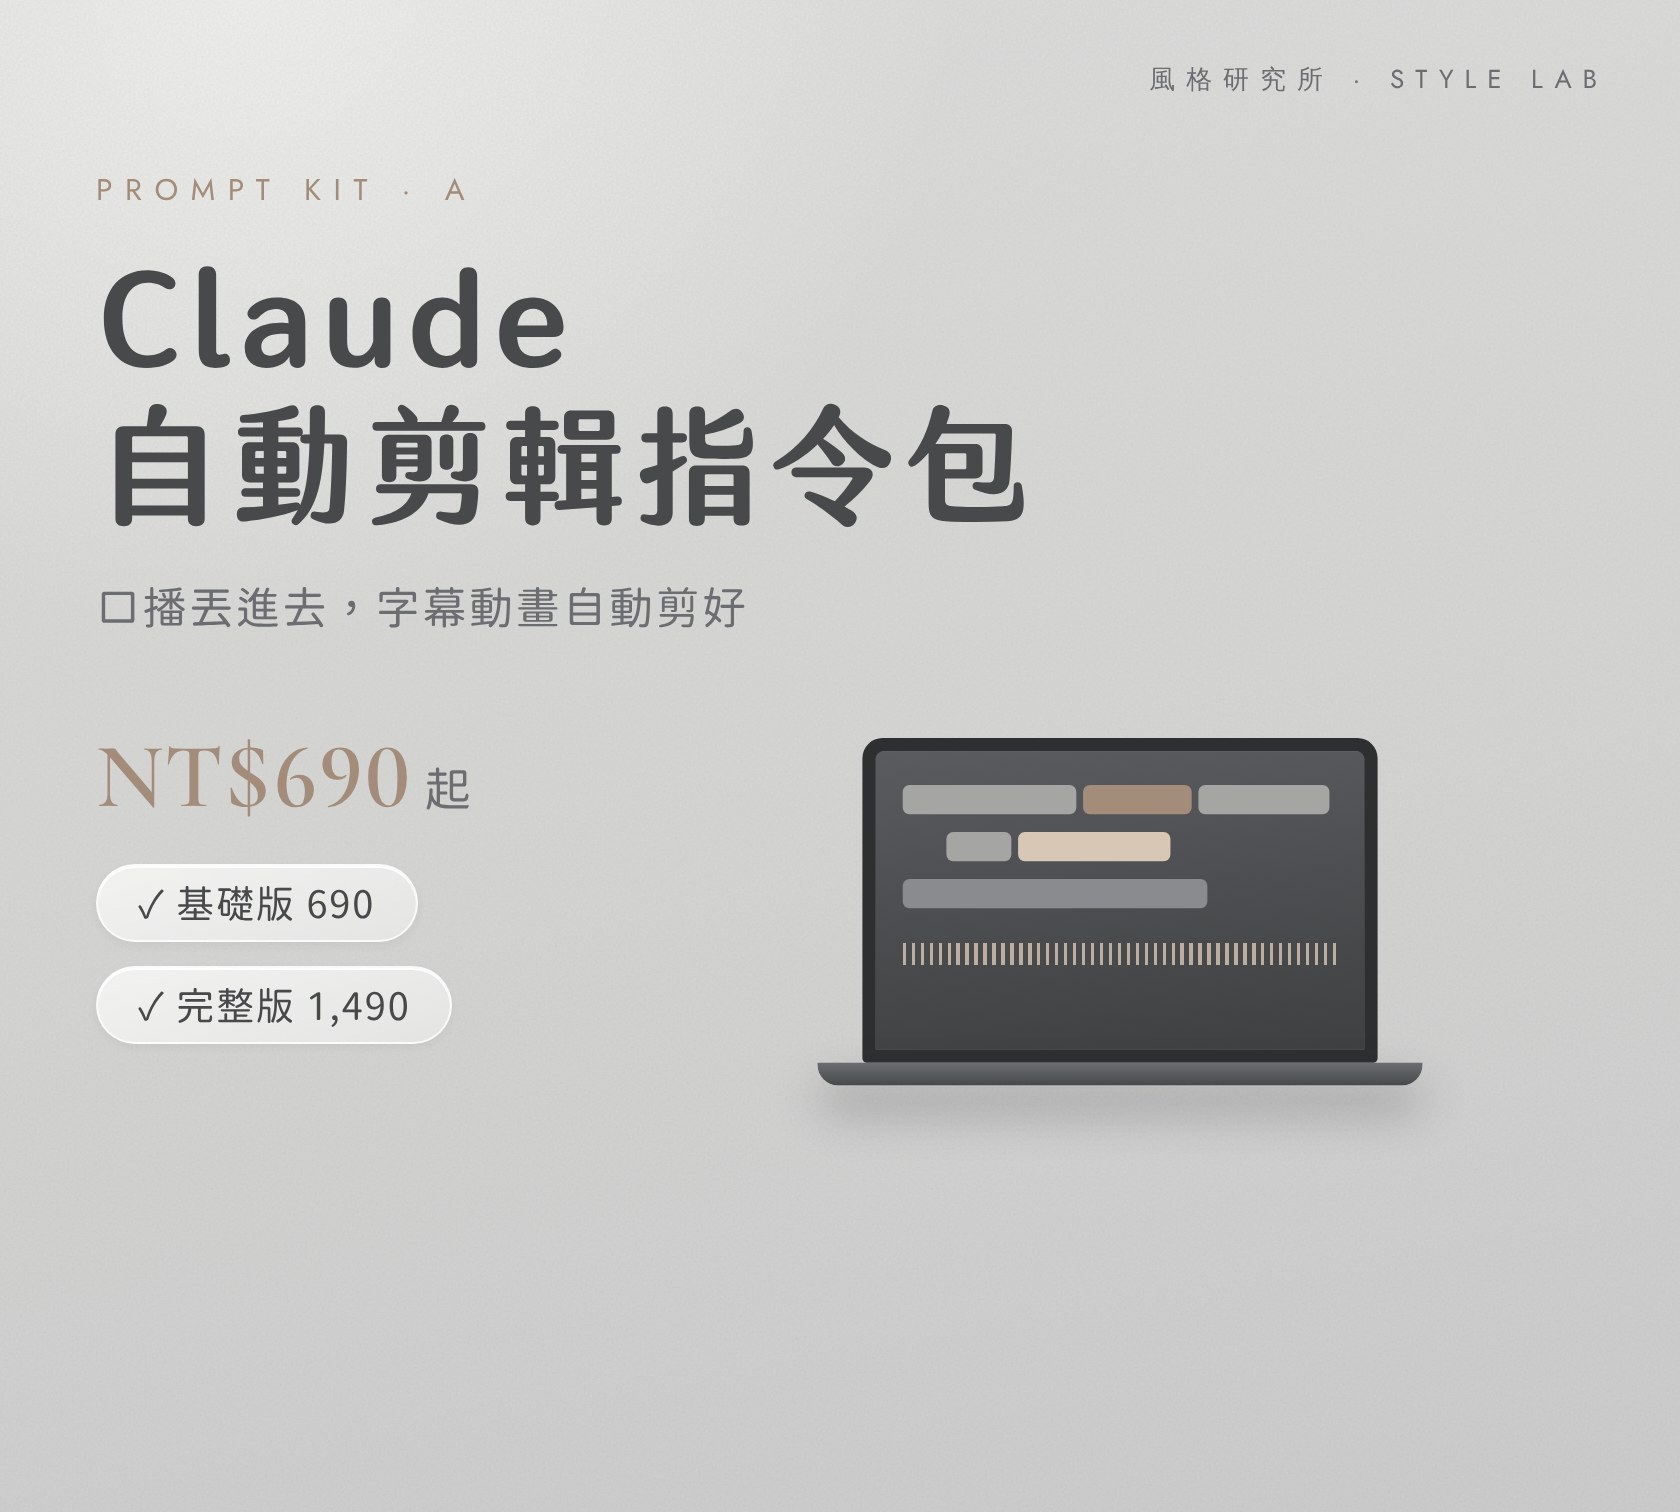 風格研究所 · STYLE LAB
PROMPT KIT · A
Claude
自動剪輯指令包
口播丟進去，字幕動畫自動剪好
NT$690 起
✓ 基礎版 690
✓ 完整版 1,490